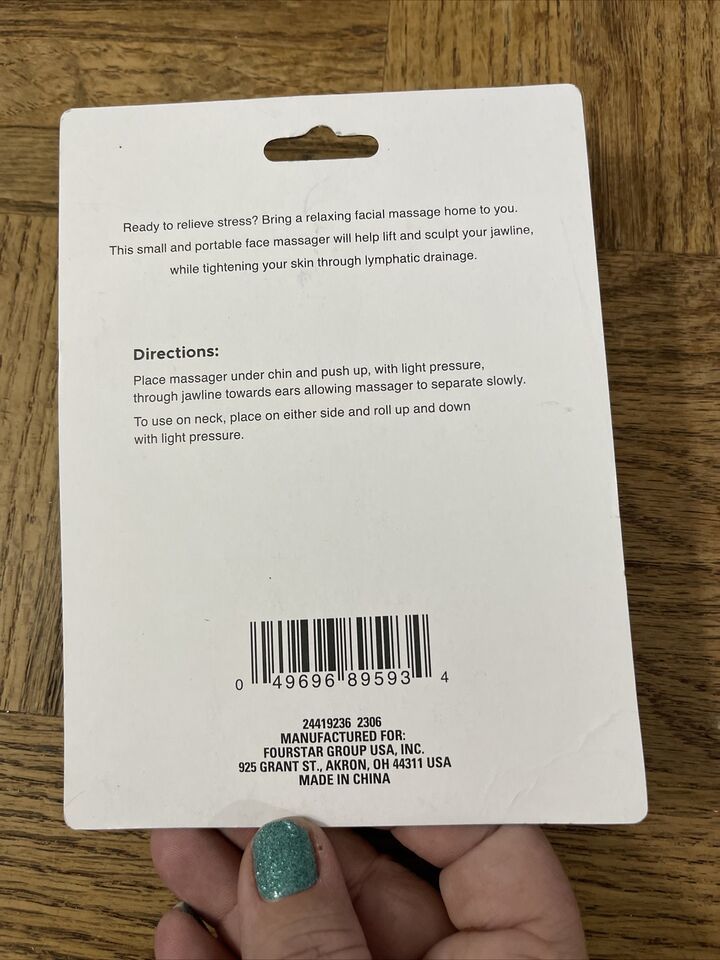 Ready to relieve stress? Bring a relaxing facial massage home to you.
This small and portable face massager will help lift and sculpt your jawline,
while tightening your skin through lymphatic drainage.
Directions:
Place massager under chin and push up, with light pressure,
through jawline towards ears allowing massager to separate slowly.
To use on neck, place on either side and roll up and down
with light pressure.
0 49696 89593 4
24419236 2306
MANUFACTURED FOR:
FOURSTAR GROUP USA, INC.
925 GRANT ST., AKRON, OH 44311 USA
MADE IN CHINA